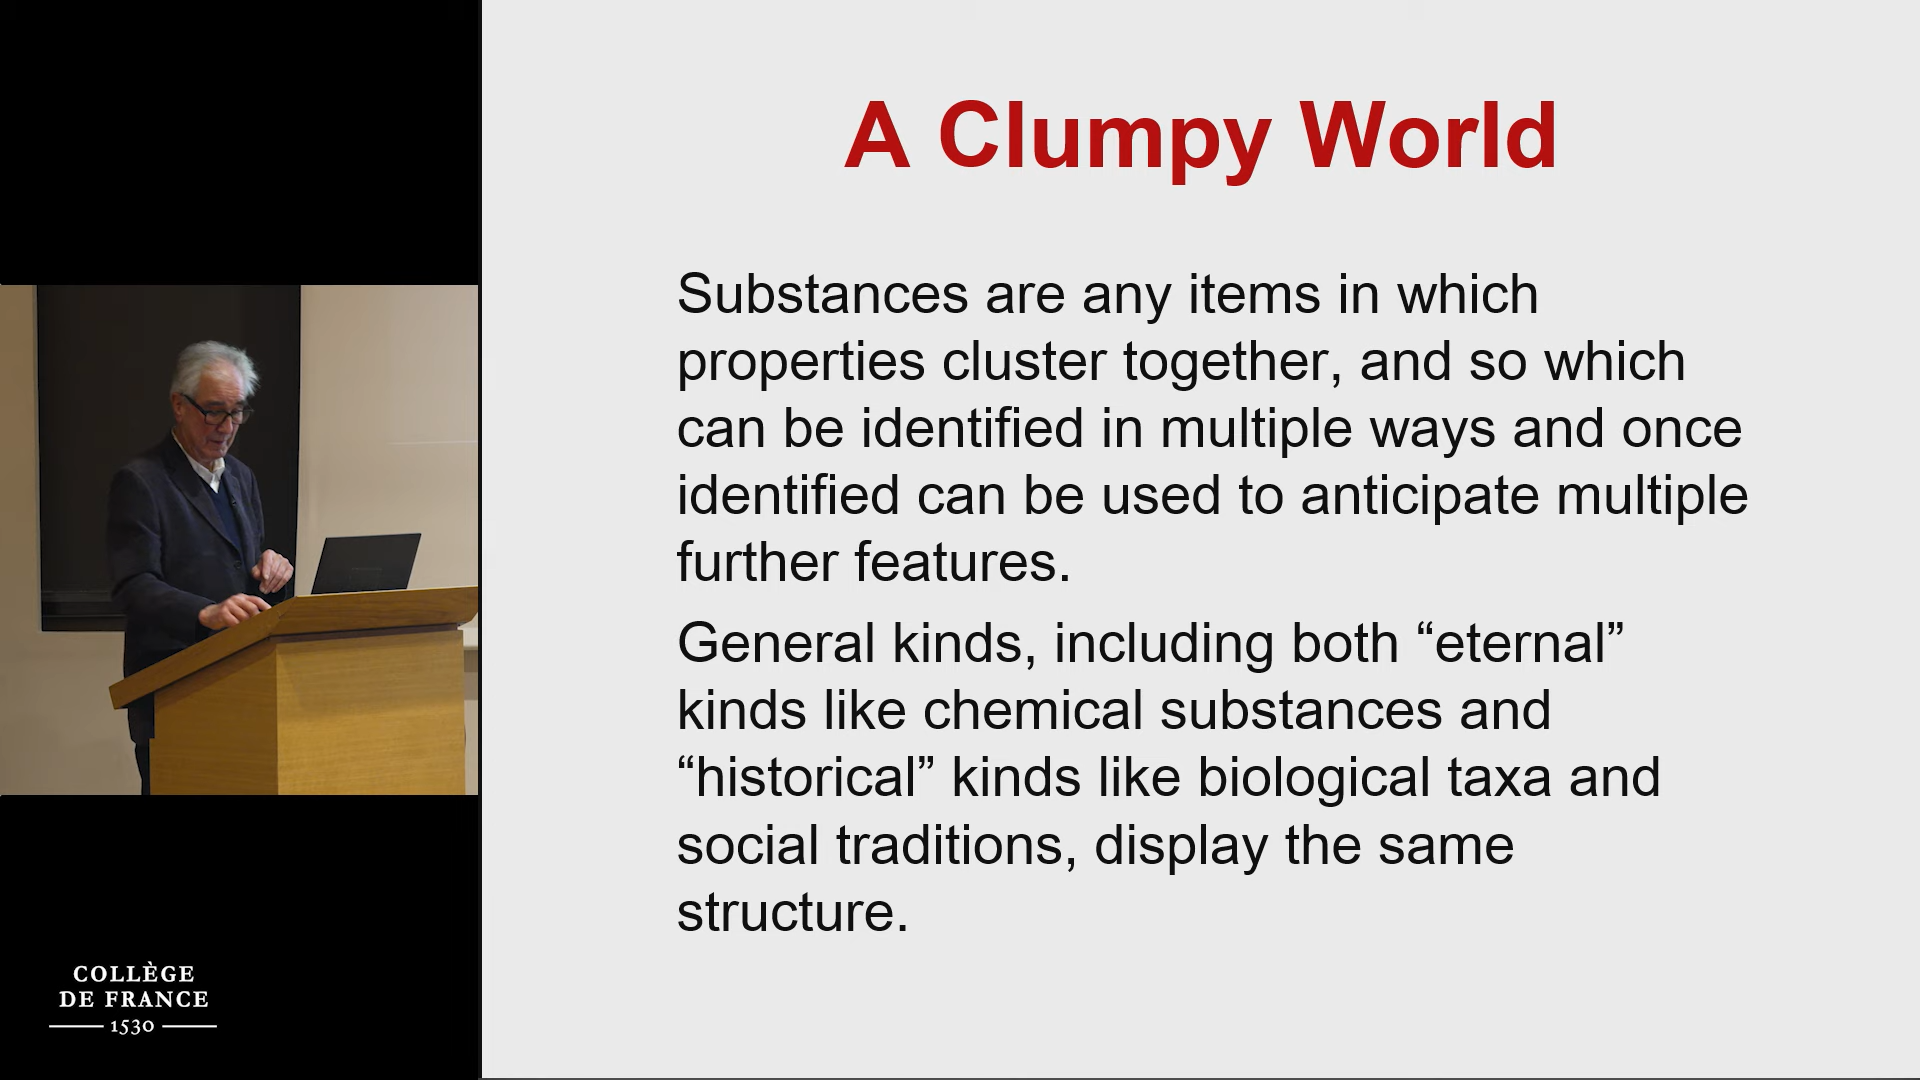 A Clumpy World
Substances are any items in which
properties cluster together, and so which
can be identified in multiple ways and once
identified can be used to anticipate multiple
further features.
General kinds, including both “eternal”
kinds like chemical substances and
“historical” kinds like biological taxa and
social traditions, display the same
structure.
COLLÈGE
DE FRANCE
1530